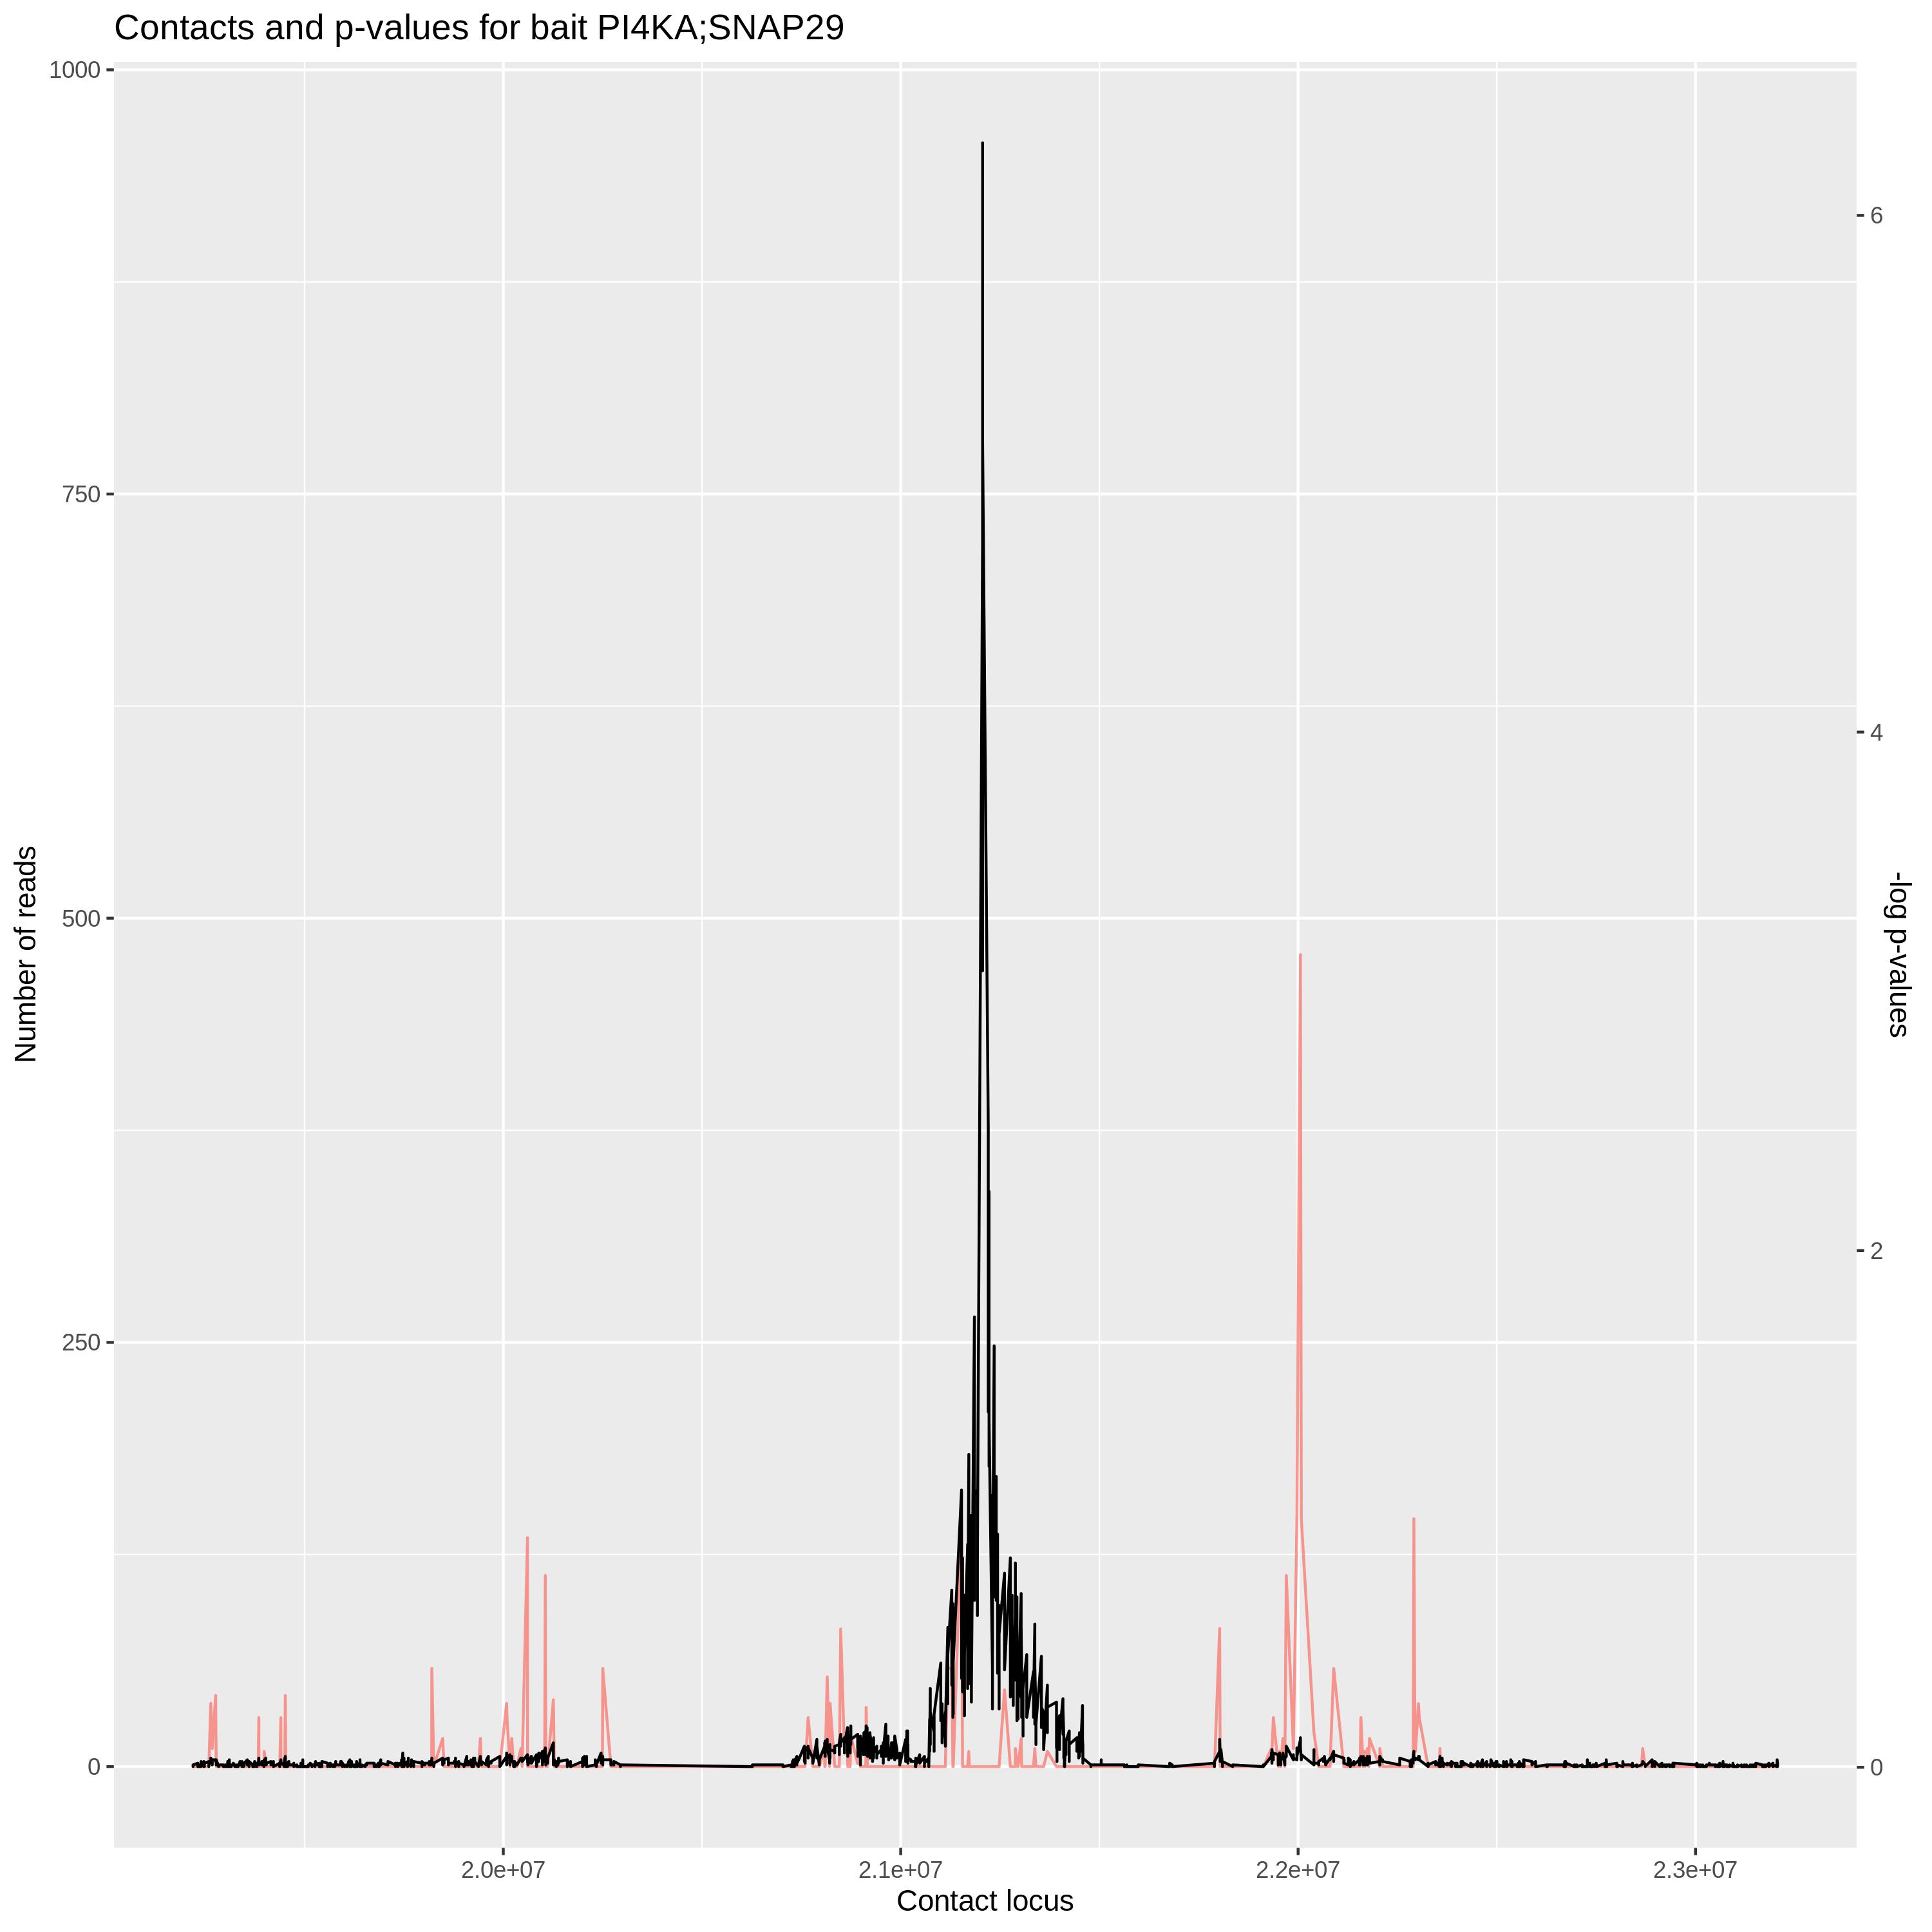 Contacts and p-values for bait PI4KA;SNAP29
1000
750
500
250
0
Number of reads
6
4
2
0
-log p-values
2.0e+07
2.1e+07
2.2e+07
2.3e+07
Contact locus